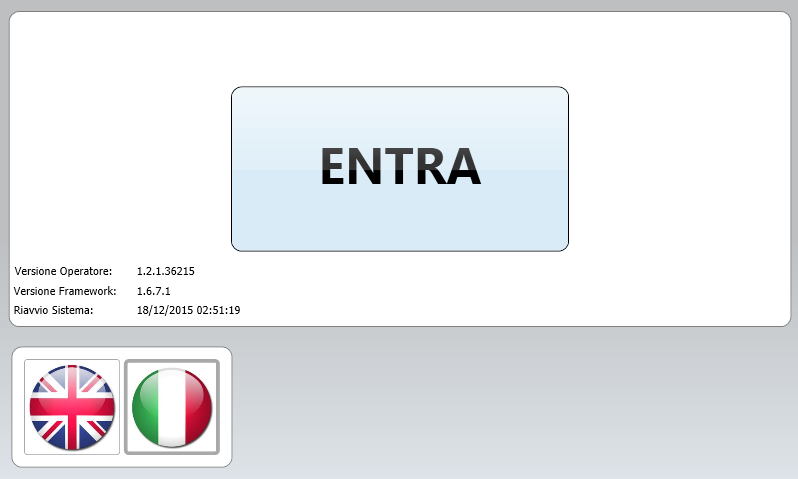 ENTRA
Versione Operatore: 1.2.1.36215
Versione Framework: 1.6.7.1
Riavvio Sistema: 18/12/2015 02:51:19